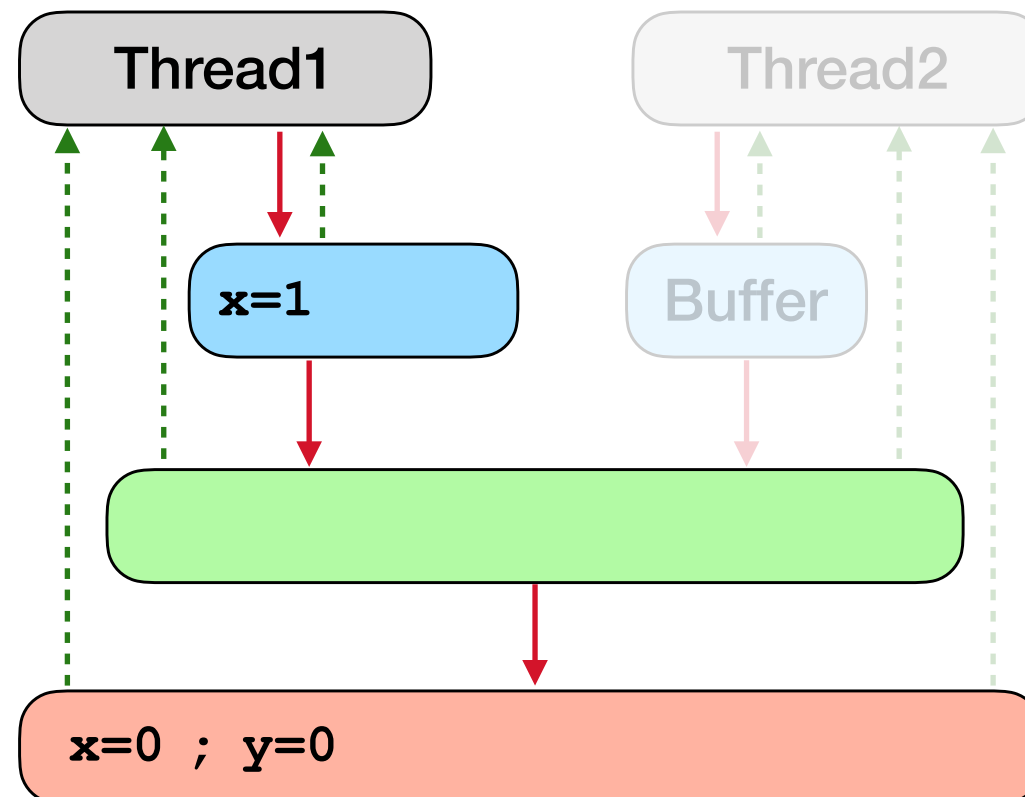 Thread1
Thread2
x=1
Buffer
x=0 ; y=0